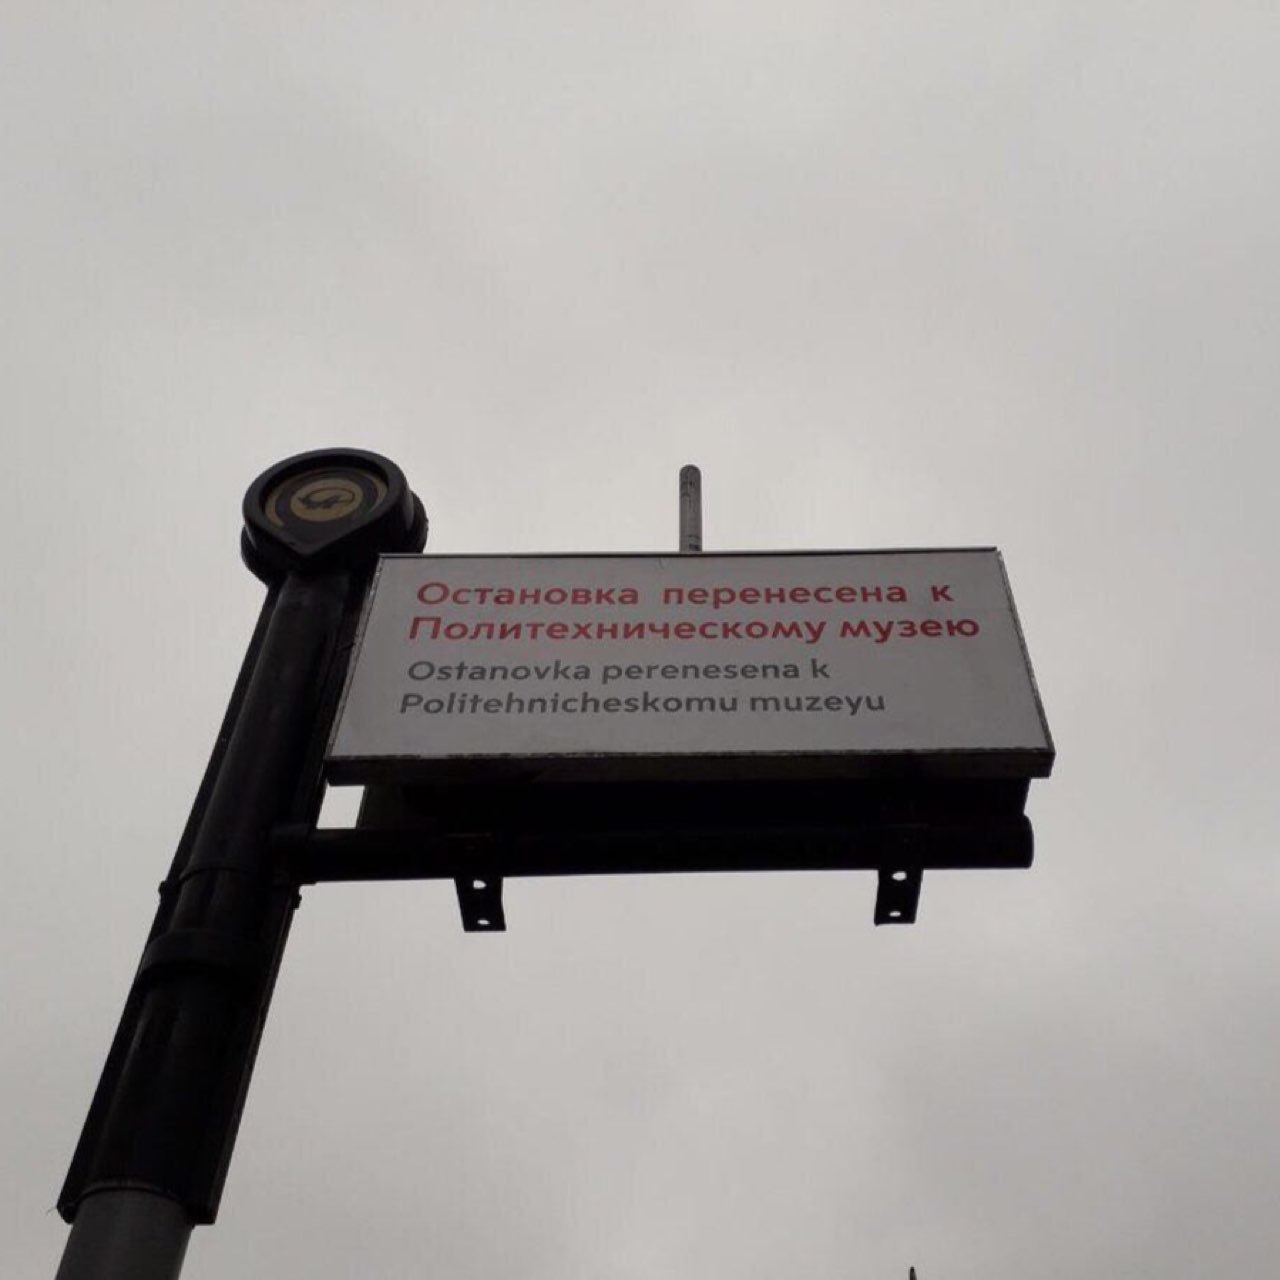 Остановка перенесена к
Политехническому музею
Ostanovka perenesena k
Politehnicheskomu muzeyu